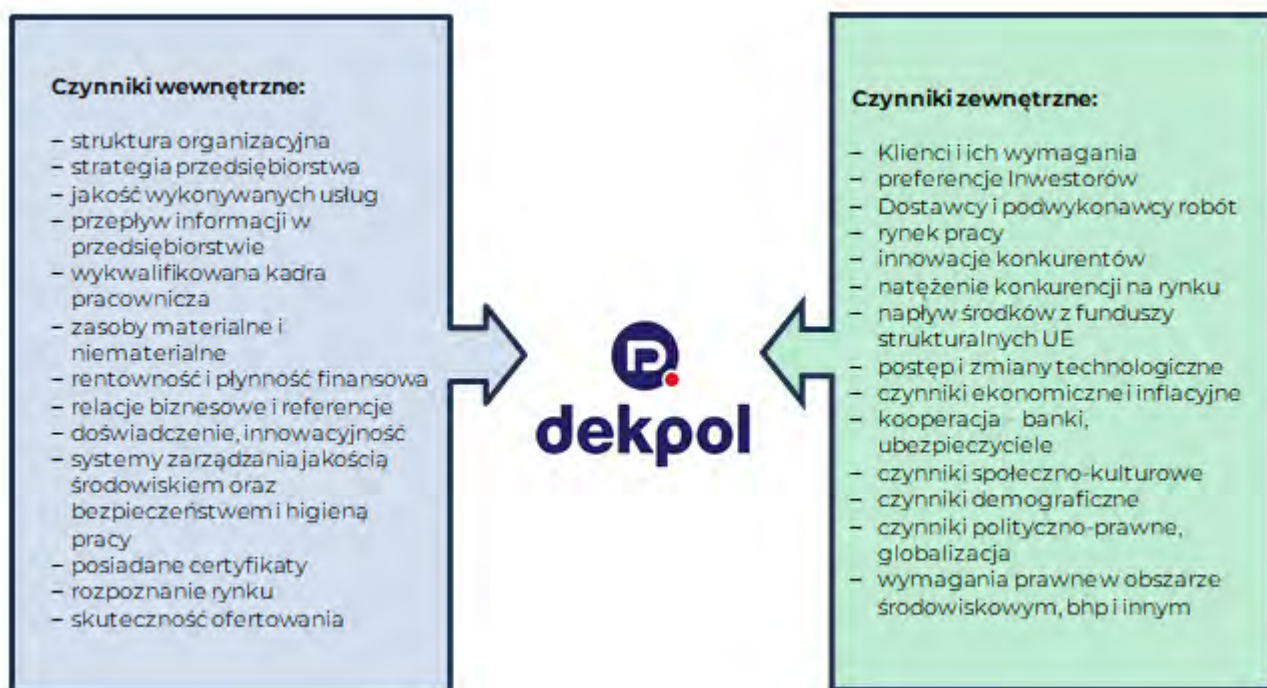 Czynniki wewnętrzne:
– struktura organizacyjna
– strategia przedsiębiorstwa
– jakość wykonywanych usług
– przepływ informacji w
przedsiębiorstwie
– wykwalifikowana kadra
pracownicza
– zasoby materialne i
niematerialne
– rentowność i płynność finansowa
– relacje biznesowe i referencje
– doświadczenie, innowacyjność
– systemy zarządzania jakością
środowiskiem oraz
bezpieczeństwem i higieną
pracy
– posiadane certyfikaty
– rozpoznanie rynku
– skuteczność ofertowania
dekpol
Czynniki zewnętrzne:
– Klienci i ich wymagania
– preferencje Inwestorów
– Dostawcy i podwykonawcy robót
– rynek pracy
– innowacje konkurentów
– natężenie konkurencji na rynku
– napływ środków z funduszy
strukturalnych UE
– postęp i zmiany technologiczne
– czynniki ekonomiczne i inflacyjne
– kooperacja – banki,
ubezpieczyciele
– czynniki społeczno-kulturowe
– czynniki demograficzne
– czynniki polityczno-prawne,
globalizacja
– wymagania prawne w obszarze
środowiskowym, bhp i innym